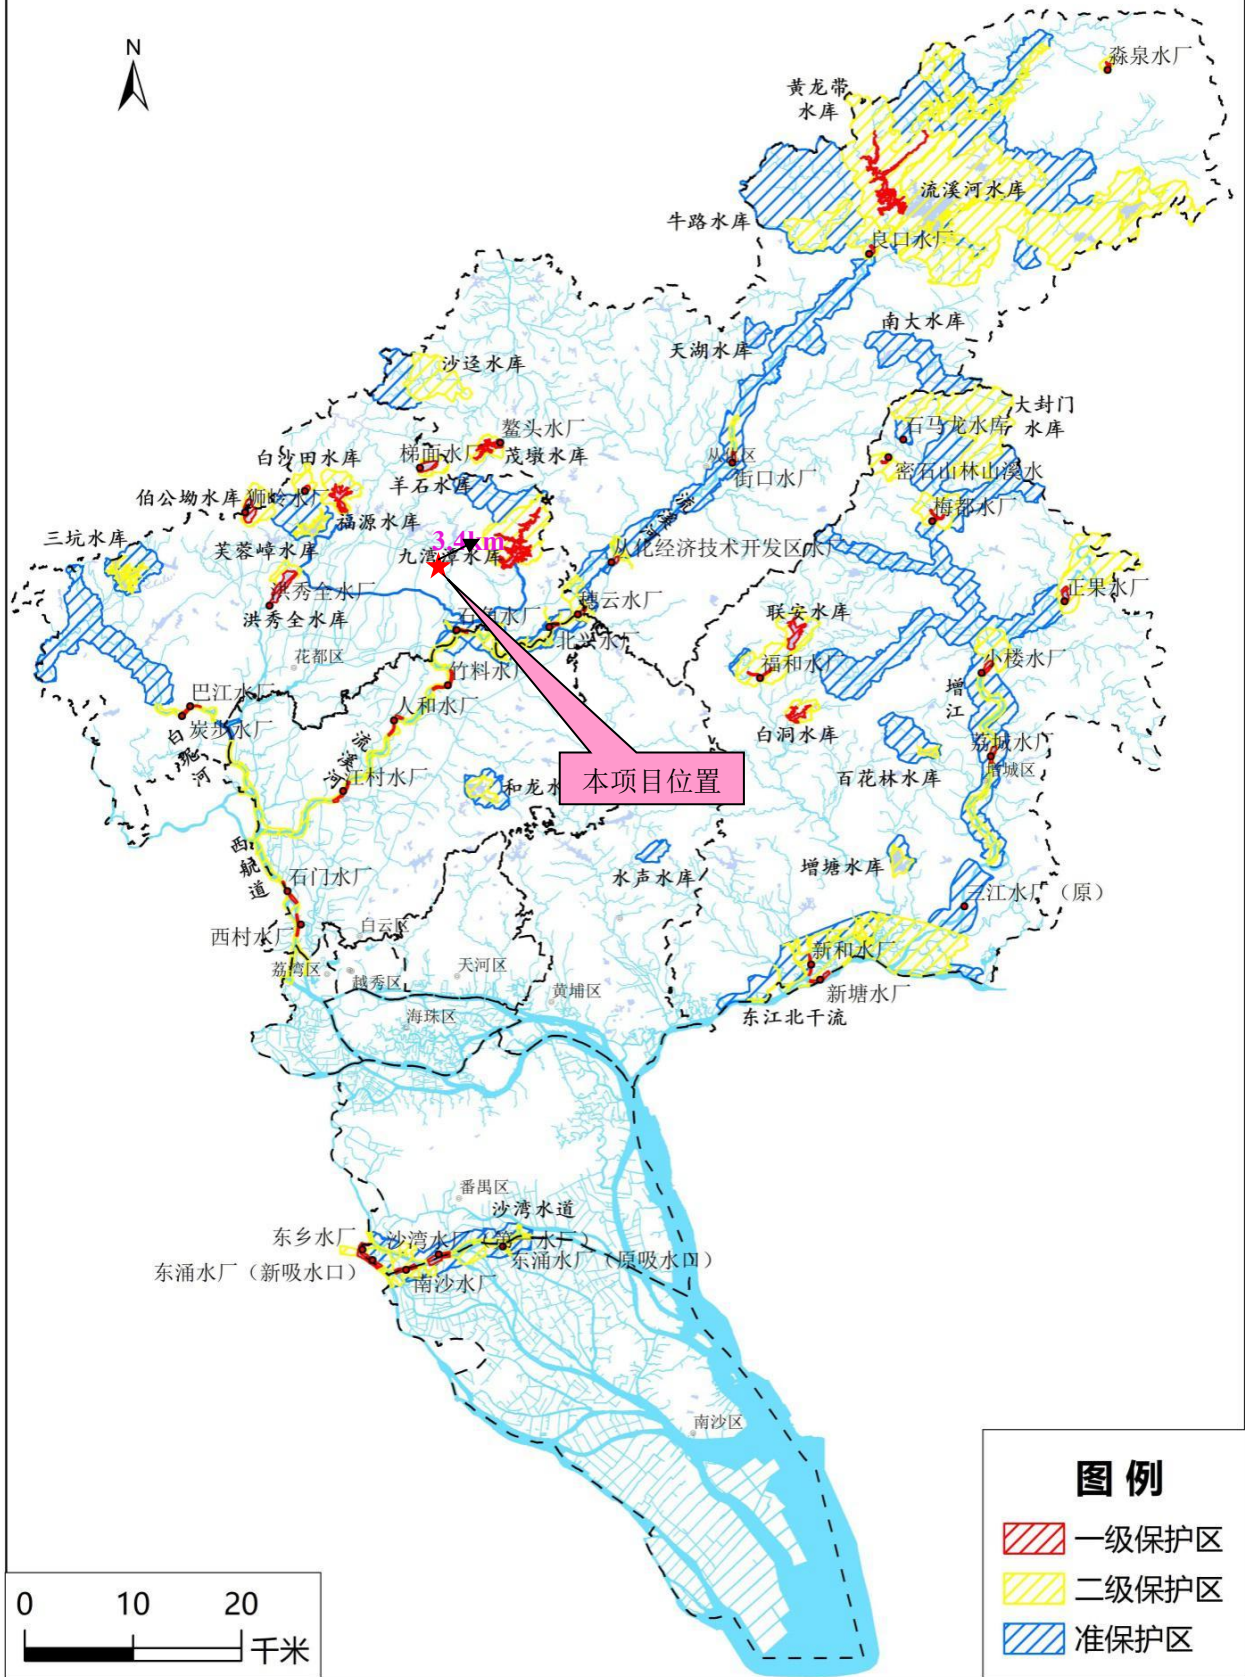 N
淼泉水厂
黄龙带
水库
流溪河水库
牛路水库
良口水厂
南大水库
天湖水库
沙迳水库
大封门
水库
石马龙水库
鳌头水厂
梯面水厂
茂墩水库
从化区
街口水厂
密石山林山溪水
白沙田水库
羊石水库
伯公坳水库
狮岭水厂
梅都水厂
福源水库
流溪河
三坑水库
3.4km
芙蓉嶂水库
九湾潭水库
从化经济技术开发区水厂
洪秀全水厂
正果水厂
穗云水厂
联安水库
洪秀全水库
石角水厂
北兴水厂
花都区
小楼水厂
福和水厂
竹料水厂
巴江水厂
增江
人和水厂
炭步水厂
白坭河
白洞水库
荔城水厂
流溪河
增城区
本项目位置
江村水厂
和龙水
百花林水库
西航道
水声水库
增塘水库
石门水厂
三江水厂（原）
西村水厂
白云区
新和水厂
荔湾区
越秀区
天河区
新塘水厂
黄埔区
海珠区
东江北干流
番禺区
沙湾水道
东乡水厂
沙湾水厂（第一水厂）
东涌水厂（原吸水口）
东涌水厂（新吸水口）
南沙水厂
南沙区
图 例
一级保护区
二级保护区
准保护区
0 10 20
千米